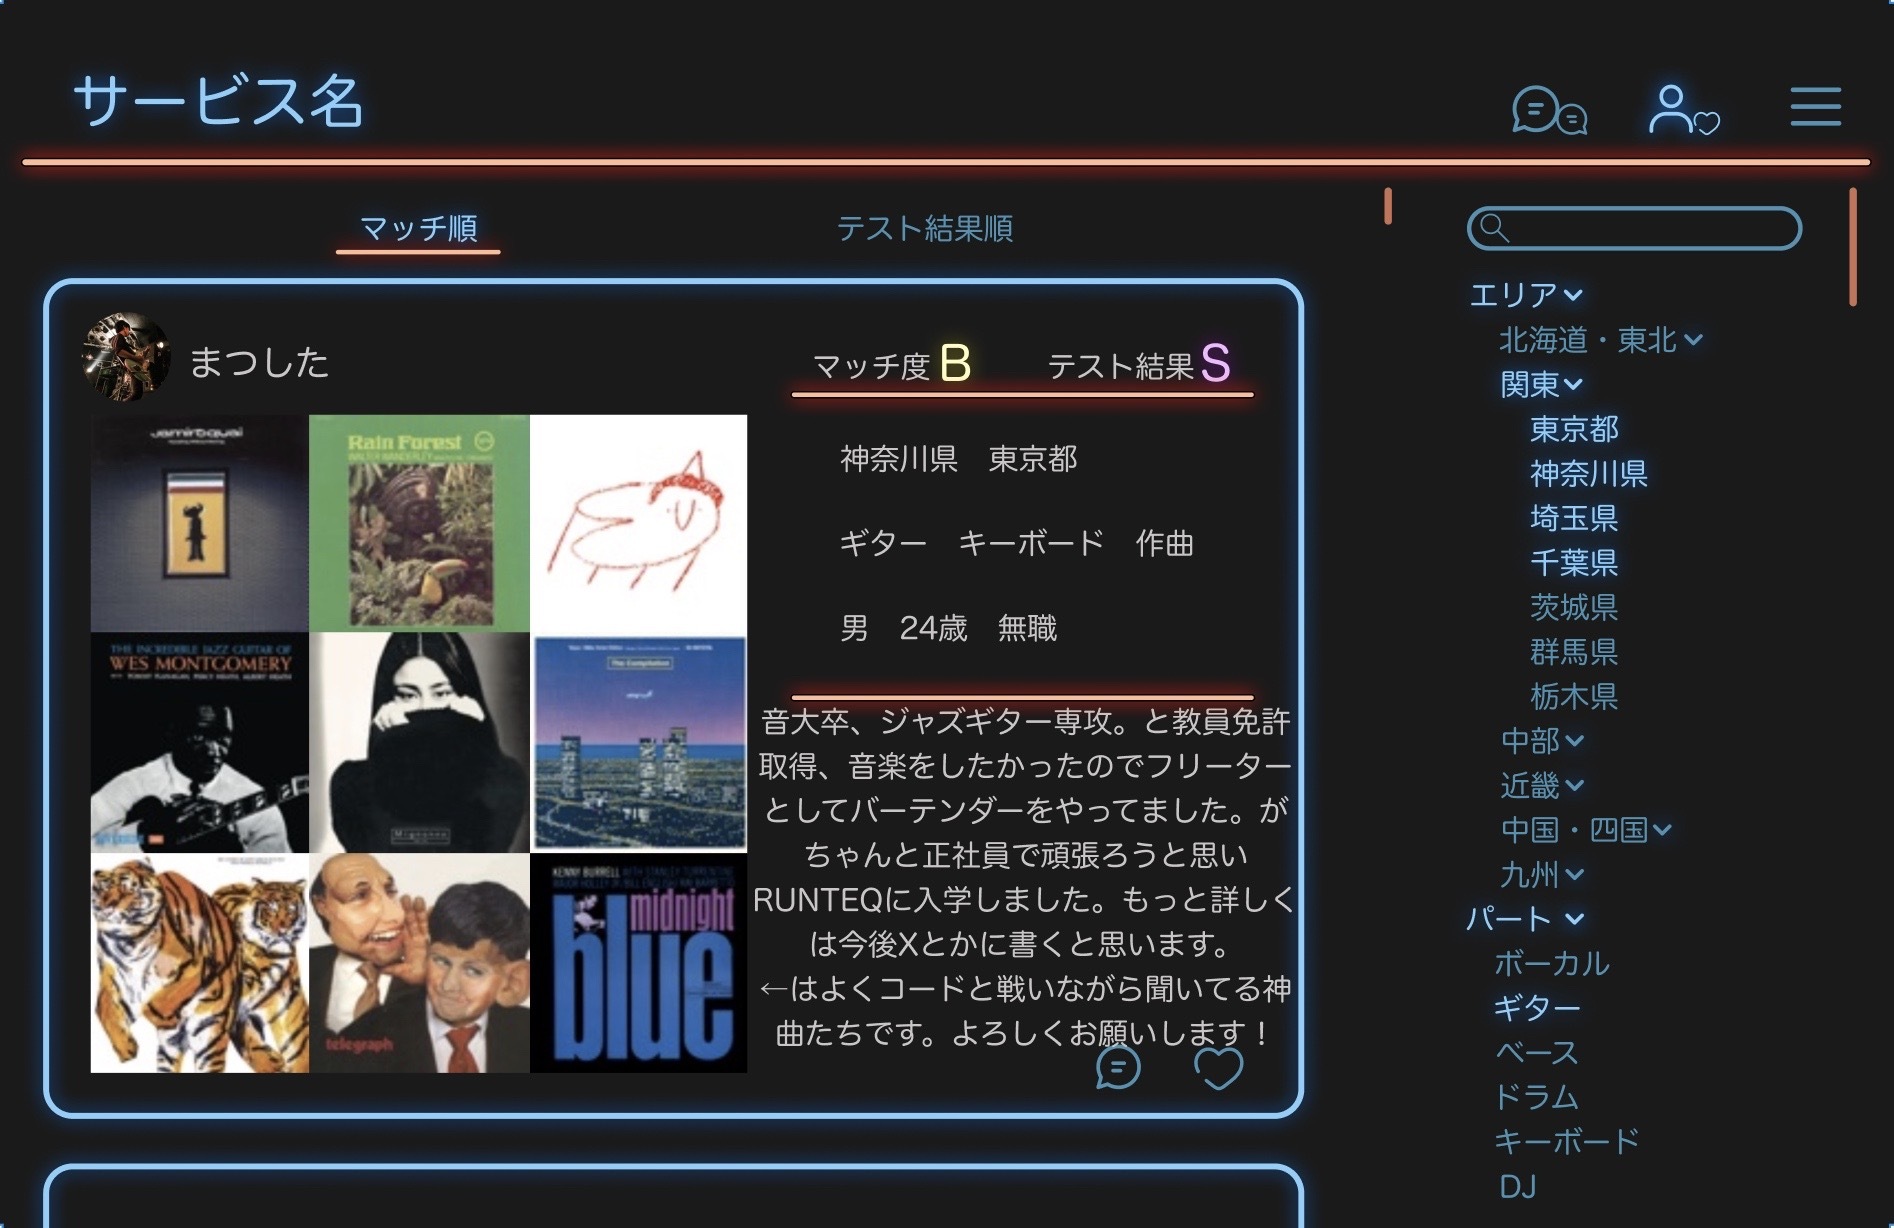 サービス名
マッチ順
テスト結果順
まつした
マッチ度 B
テスト結果 S
jamiroquai
Rain Forest
WALTER WANDERLEY
THE INCREDIBLE JAZZ GUITAR OF
WES MONTGOMERY
Mignonne
The Compilation
telegraph
KENNY BURRELL WITH STANLEY TURRENTINE
midnight
blue
神奈川県　東京都
ギター　キーボード　作曲
男　24歳　無職
音大卒、ジャズギター専攻。と教員免許
取得、音楽をしたかったのでフリーター
としてバーテンダーをやってました。が
ちゃんと正社員で頑張ろうと思い
RUNTEQに入学しました。もっと詳しく
は今後Xとかに書くと思います。
←はよくコードと戦いながら聞いてる神
曲たちです。よろしくお願いします！
エリア
北海道・東北
関東
東京都
神奈川県
埼玉県
千葉県
茨城県
群馬県
栃木県
中部
近畿
中国・四国
九州
パート
ボーカル
ギター
ベース
ドラム
キーボード
DJ